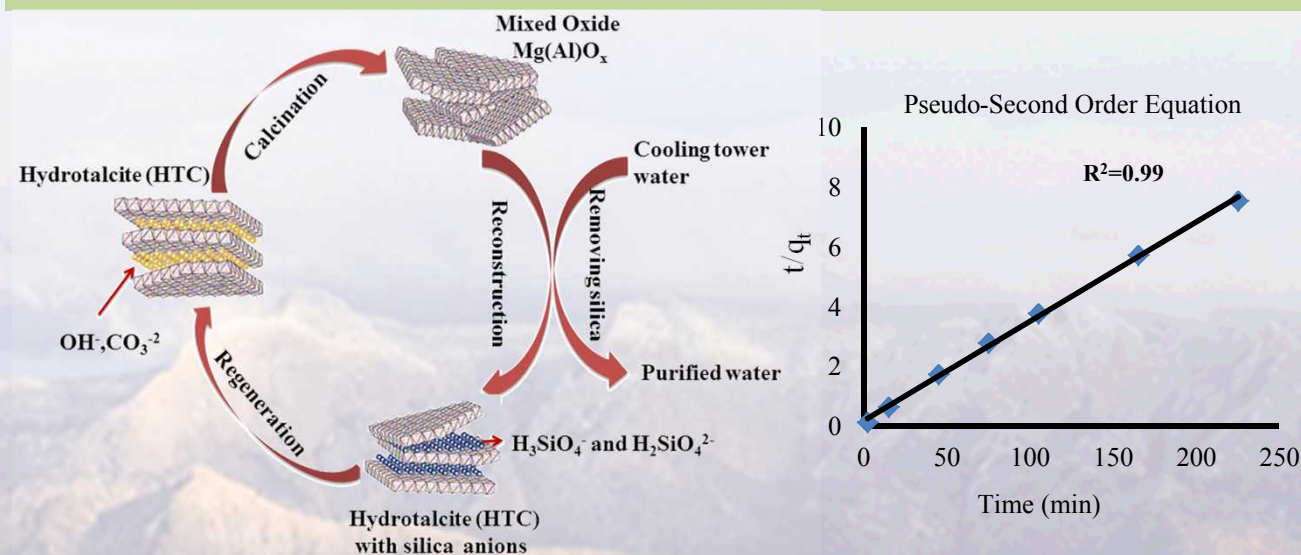 Mixed Oxide
Mg(Al)Oₓ
Calcination
Cooling tower
water
Hydrotalcite (HTC)
Reconstruction
Removing silica
OH⁻,CO₃⁻²
Purified water
Regeneration
H₃SiO₄⁻ and H₂SiO₄²⁻
Hydrotalcite (HTC)
with silica anions
Pseudo-Second Order Equation
R²=0.99
t/qₜ
10
8
6
4
2
0
0 50 100 150 200 250
Time (min)